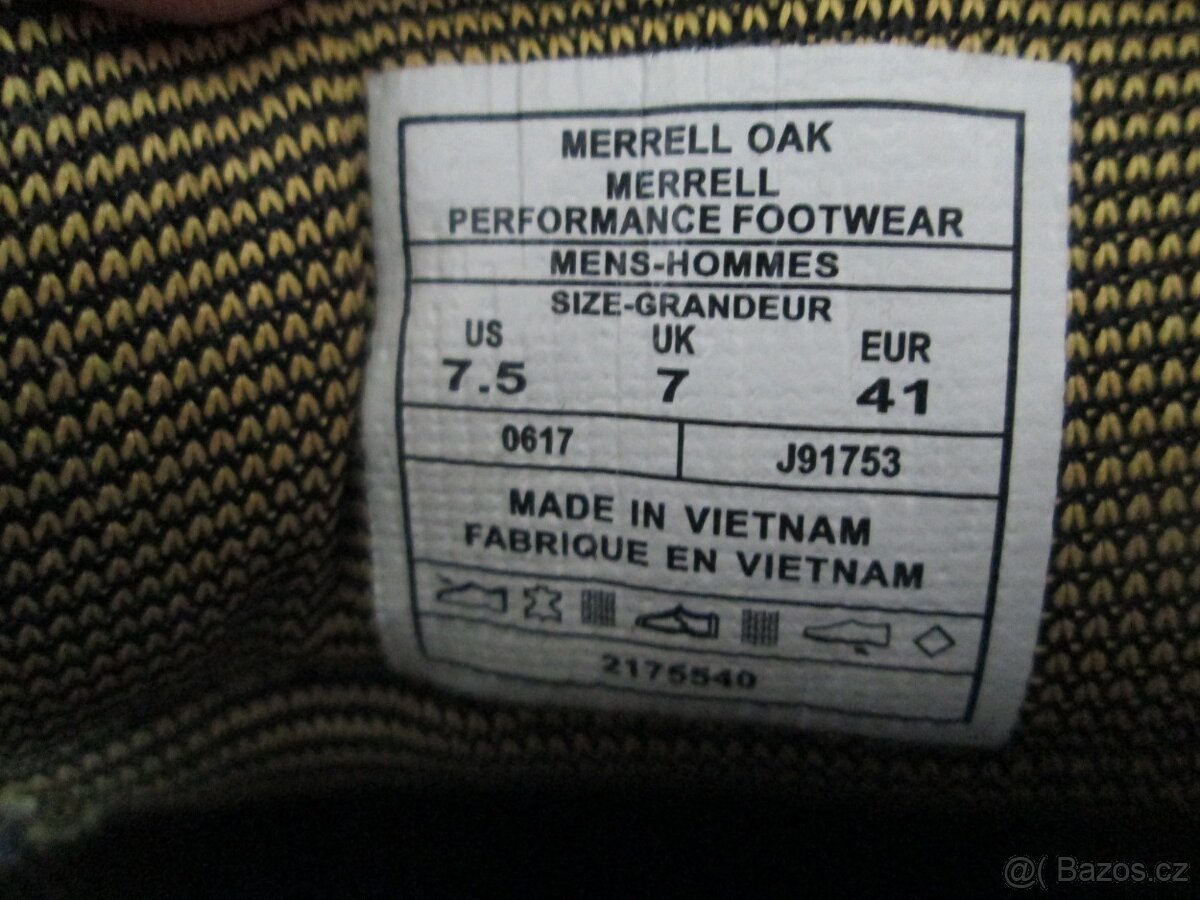 MERRELL OAK
MERRELL
PERFORMANCE FOOTWEAR
MENS-HOMMES
SIZE-GRANDEUR
US UK EUR
7.5 7 41
0617 J91753
MADE IN VIETNAM
FABRIQUE EN VIETNAM
2175540
@( Bazos.cz